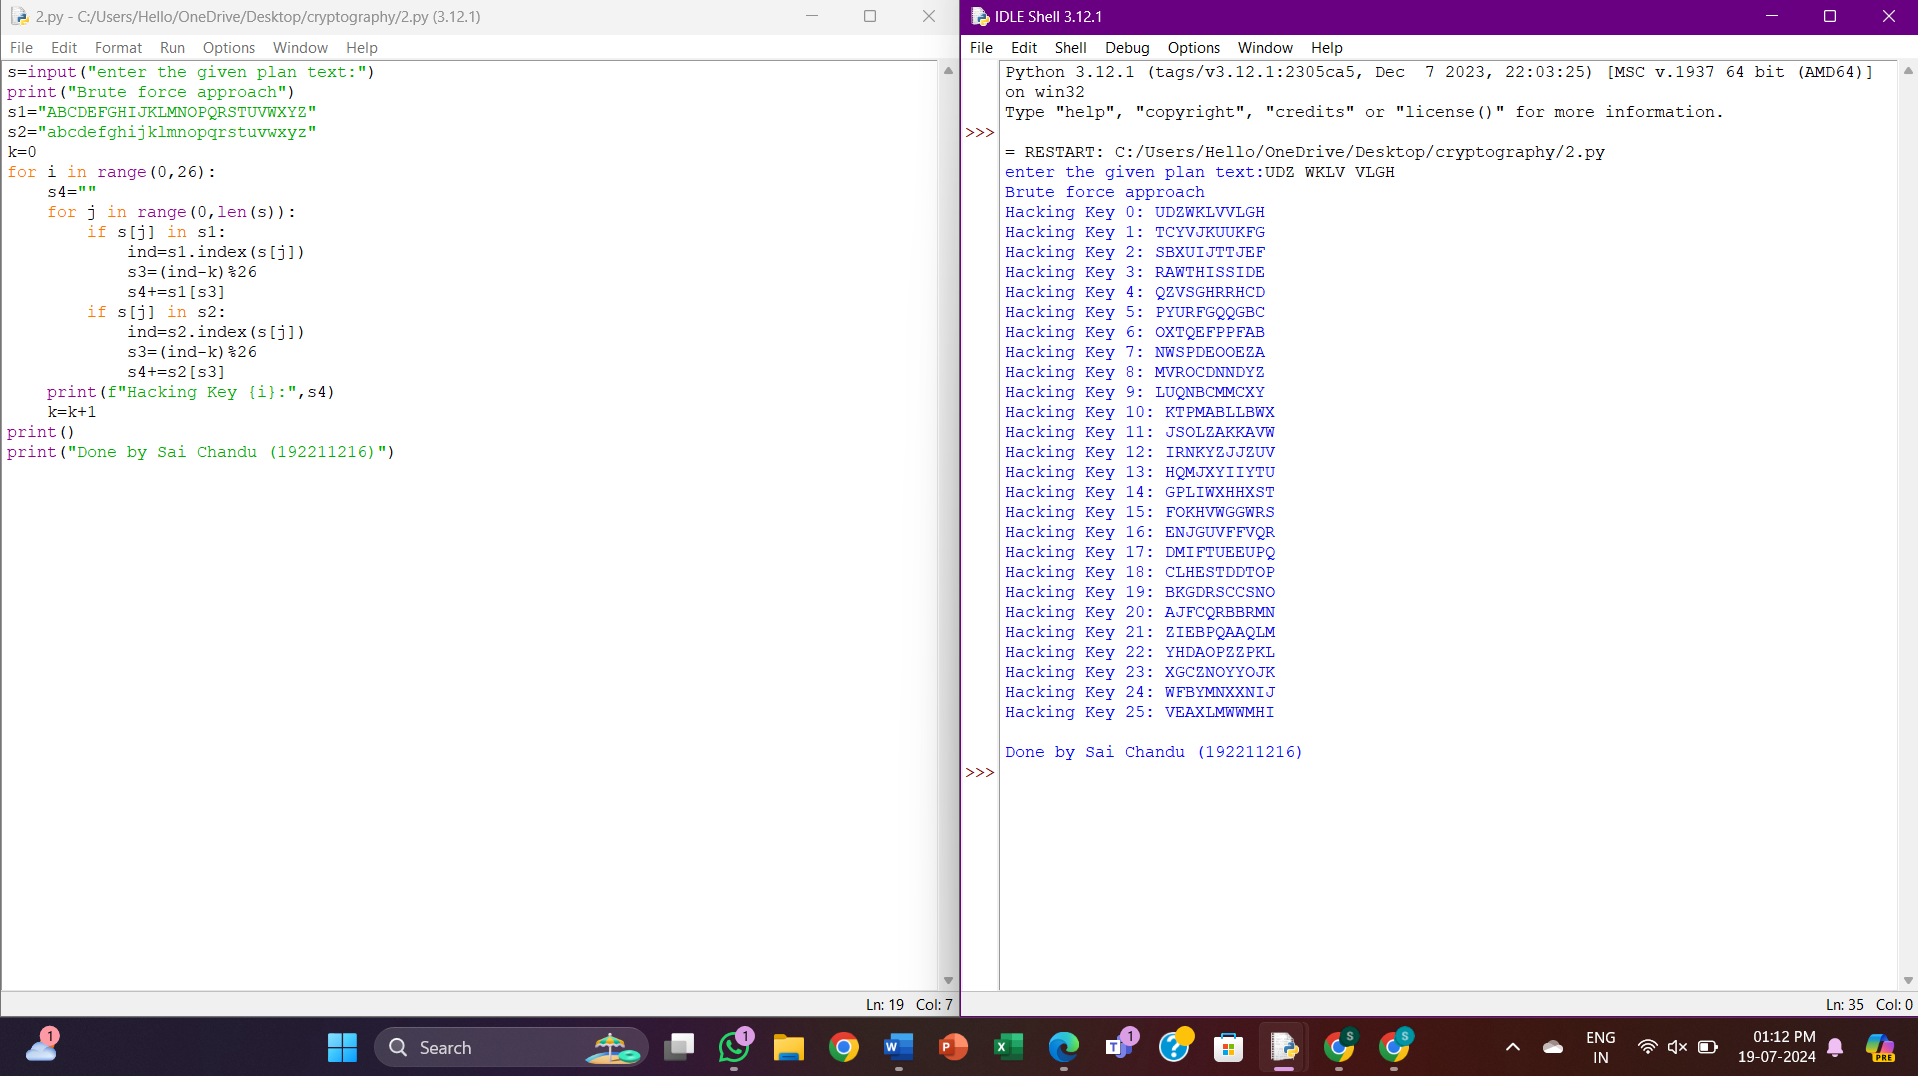 2.py - C:/Users/Hello/OneDrive/Desktop/cryptography/2.py (3.12.1)
File Edit Format Run Options Window Help
s=input("enter the given plan text:")
print("Brute force approach")
s1="ABCDEFGHIJKLMNOPQRSTUVWXYZ"
s2="abcdefghijklmnopqrstuvwxyz"
k=0
for i in range(0,26):
    s4=""
    for j in range(0,len(s)):
        if s[j] in s1:
            ind=s1.index(s[j])
            s3=(ind-k)%26
            s4+=s1[s3]
        if s[j] in s2:
            ind=s2.index(s[j])
            s3=(ind-k)%26
            s4+=s2[s3]
    print(f"Hacking Key {i}:",s4)
    k=k+1
print()
print("Done by Sai Chandu (192211216)")
Ln: 19 Col: 7
IDLE Shell 3.12.1
File Edit Shell Debug Options Window Help
Python 3.12.1 (tags/v3.12.1:2305ca5, Dec  7 2023, 22:03:25) [MSC v.1937 64 bit (AMD64)]
on win32
Type "help", "copyright", "credits" or "license()" for more information.
>>>
= RESTART: C:/Users/Hello/OneDrive/Desktop/cryptography/2.py
enter the given plan text:UDZ WKLV VLGH
Brute force approach
Hacking Key 0: UDZWKLVVLGH
Hacking Key 1: TCYVJKUUKFG
Hacking Key 2: SBXUIJTTJEF
Hacking Key 3: RAWTHISSIDE
Hacking Key 4: QZVSGHRRHCD
Hacking Key 5: PYURFGQQGBC
Hacking Key 6: OXTQEFPPFAB
Hacking Key 7: NWSPDEOOEZA
Hacking Key 8: MVROCDNNDYZ
Hacking Key 9: LUQNBCMMCXY
Hacking Key 10: KTPMABLLBWX
Hacking Key 11: JSOLZAKKAVW
Hacking Key 12: IRNKYZJJZUV
Hacking Key 13: HQMJXYIIYTU
Hacking Key 14: GPLIWXHHXST
Hacking Key 15: FOKHVWGGWRS
Hacking Key 16: ENJGUVFFVQR
Hacking Key 17: DMIFTUEEUPQ
Hacking Key 18: CLHESTDDTOP
Hacking Key 19: BKGDRSCCSNO
Hacking Key 20: AJFCQRBBRMN
Hacking Key 21: ZIEBPQAAQLM
Hacking Key 22: YHDAOPZZPKL
Hacking Key 23: XGCZNOYYOJK
Hacking Key 24: WFBYMNXXNIJ
Hacking Key 25: VEAXLMWWMHI
Done by Sai Chandu (192211216)
>>>
Ln: 35 Col: 0
1
Search
1
W
P
X
T
1
?
S
S
ENG
IN
01:12 PM
19-07-2024
PRE